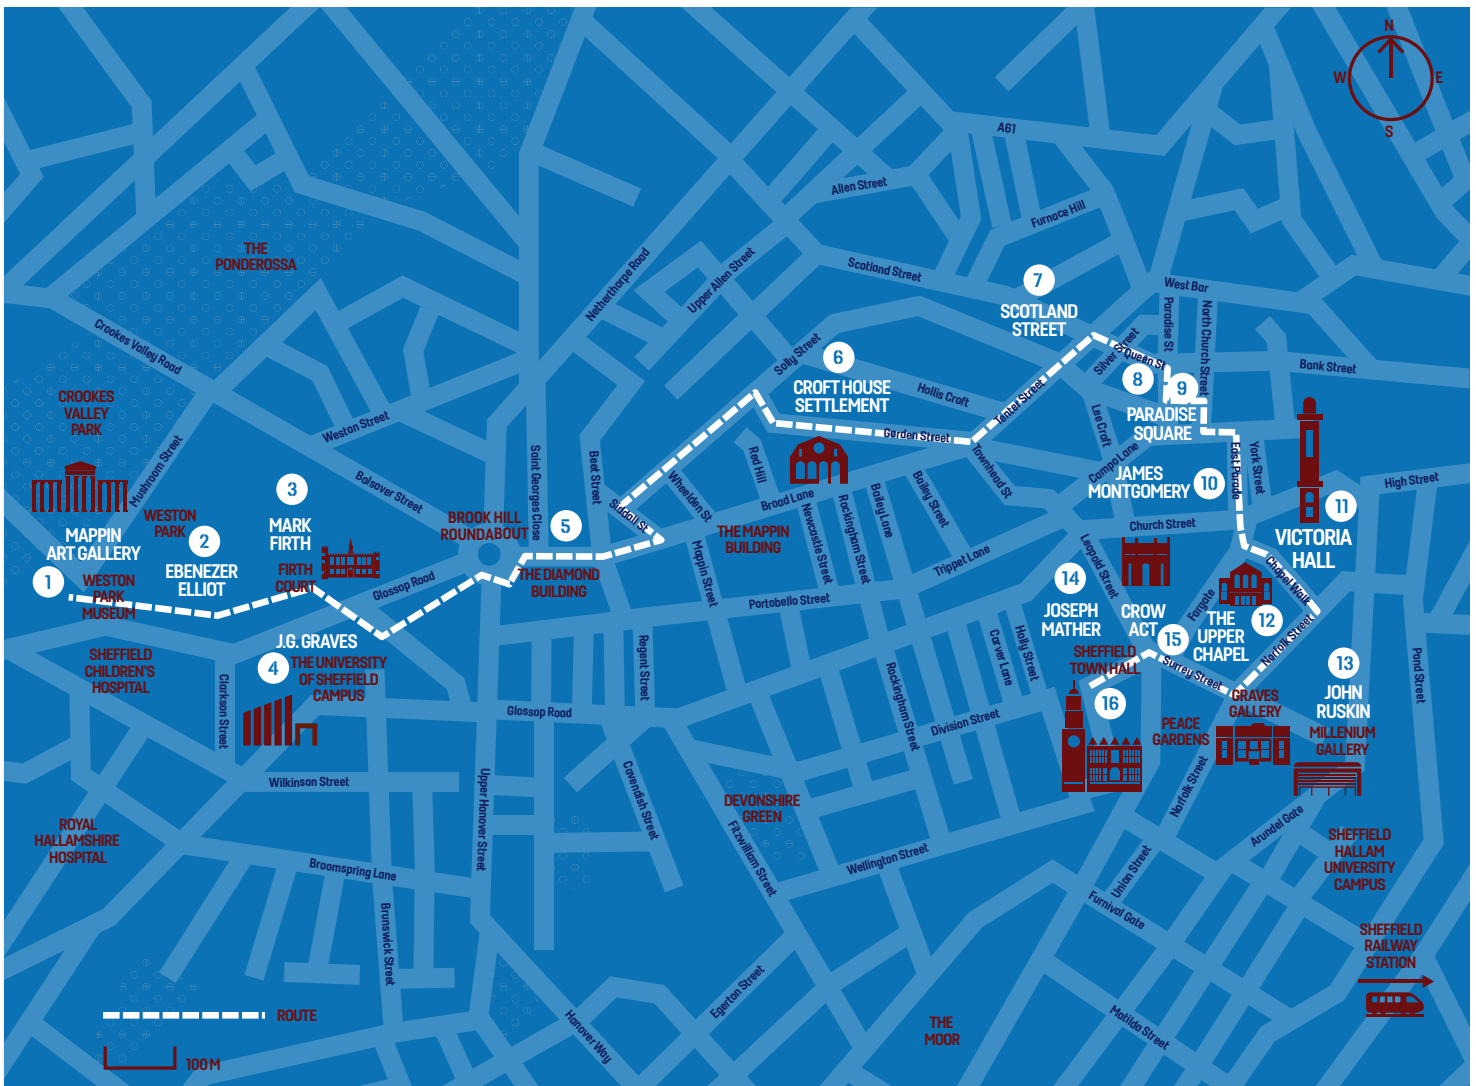 N
W
E
S
A61
Allen Street
Furnace Hill
THE
PONDEROSSA
Netherthorpe Road
Upper Allen Street
Scotland Street
7
SCOTLAND
STREET
West Bar
Paradise St
North Church Street
Crookes Valley Road
Solly Street
6
CROFT HOUSE
SETTLEMENT
Hollis Croft
Silver Street
Queen St
8
9
Bank Street
CROOKES
VALLEY
PARK
Weston Street
Tenter Street
PARADISE
SQUARE
Lee Croft
Mushroom Street
Saint Georges Close
Beet Street
Garden Street
Red Hill
Townhead St
Campo Lane
East Parade
York Street
Bolsover Street
Wheelden St
Siddall St
Broad Lane
Rockingham Street
Bailey Lane
Bailey Street
Newcastle Street
JAMES
MONTGOMERY
10
High Street
11
VICTORIA
HALL
3
MARK
FIRTH
WESTON
PARK
2
EBENEZER
ELLIOT
MAPPIN
ART GALLERY
1
WESTON
PARK
MUSEUM
FIRTH
COURT
BROOK HILL
ROUNDABOUT
5
THE DIAMOND
BUILDING
THE MAPPIN
BUILDING
Church Street
Glossop Road
Mappin Street
Portobello Street
Trippet Lane
Leopold Street
14
JOSEPH
MATHER
CROW
ACT
15
Fargate
THE
UPPER
CHAPEL
12
Chapel Walk
Norfolk Street
J.G. GRAVES
4
THE UNIVERSITY
OF SHEFFIELD
CAMPUS
SHEFFIELD
CHILDREN'S
HOSPITAL
Clarkson Street
Regent Street
Carver Lane
Holly Street
SHEFFIELD
TOWN HALL
16
Surrey Street
13
JOHN
RUSKIN
Pond Street
Glossop Road
Rockingham Street
Division Street
PEACE
GARDENS
GRAVES
GALLERY
MILLENIUM
GALLERY
Wilkinson Street
Upper Hanover Street
Cavendish Street
DEVONSHIRE
GREEN
Fitzwilliam Street
Norfolk Street
Arundel Gate
ROYAL
HALLAMSHIRE
HOSPITAL
Broomspring Lane
Wellington Street
Union Street
SHEFFIELD
HALLAM
UNIVERSITY
CAMPUS
Brunswick Street
Furnival Gate
SHEFFIELD
RAILWAY
STATION
Egerton Street
Hanover Way
THE
MOOR
Matilda Street
ROUTE
100 M